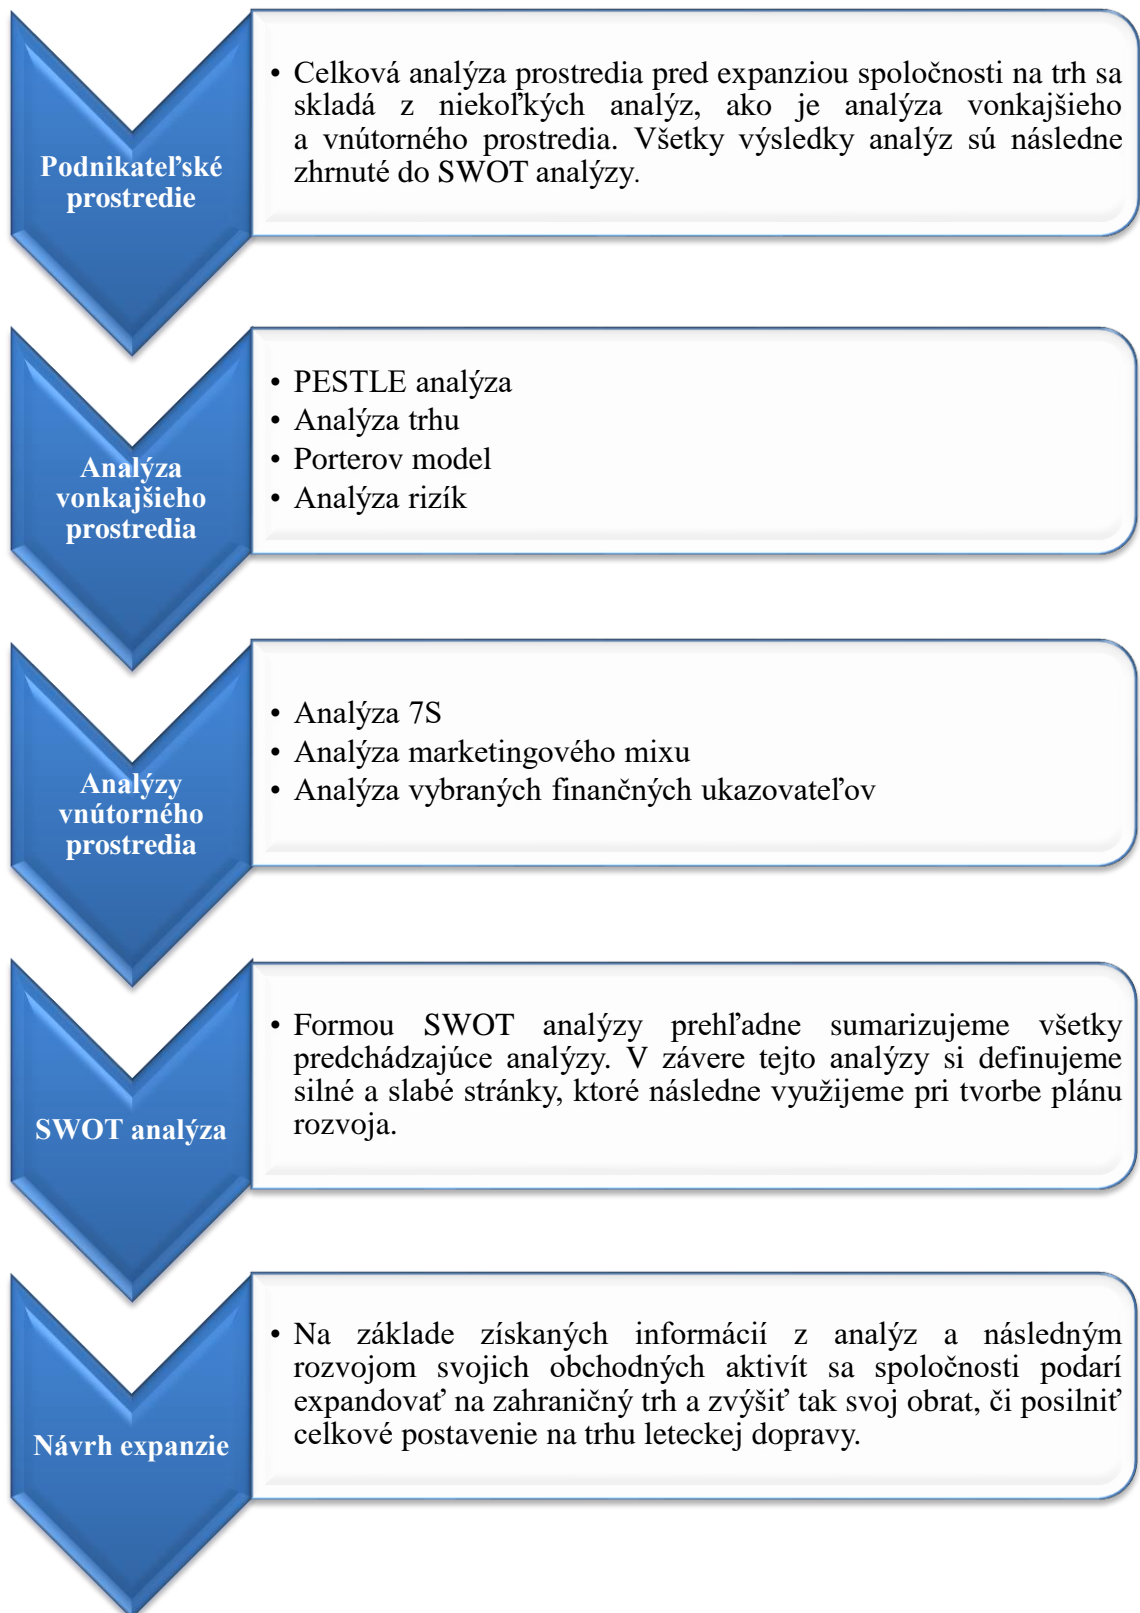 Podnikateľské
prostredie
• Celková analýza prostredia pred expanziou spoločnosti na trh sa
skladá z niekoľkých analýz, ako je analýza vonkajšieho
a vnútorného prostredia. Všetky výsledky analýz sú následne
zhrnuté do SWOT analýzy.
Analýza
vonkajšieho
prostredia
• PESTLE analýza
• Analýza trhu
• Porterov model
• Analýza rizík
Analýzy
vnútorného
prostredia
• Analýza 7S
• Analýza marketingového mixu
• Analýza vybraných finančných ukazovateľov
SWOT analýza
• Formou SWOT analýzy prehľadne sumarizujeme všetky
predchádzajúce analýzy. V závere tejto analýzy si definujeme
silné a slabé stránky, ktoré následne využijeme pri tvorbe plánu
rozvoja.
Návrh expanzie
• Na základe získaných informácií z analýz a následným
rozvojom svojich obchodných aktivít sa spoločnosti podarí
expandovať na zahraničný trh a zvýšiť tak svoj obrat, či posilniť
celkové postavenie na trhu leteckej dopravy.